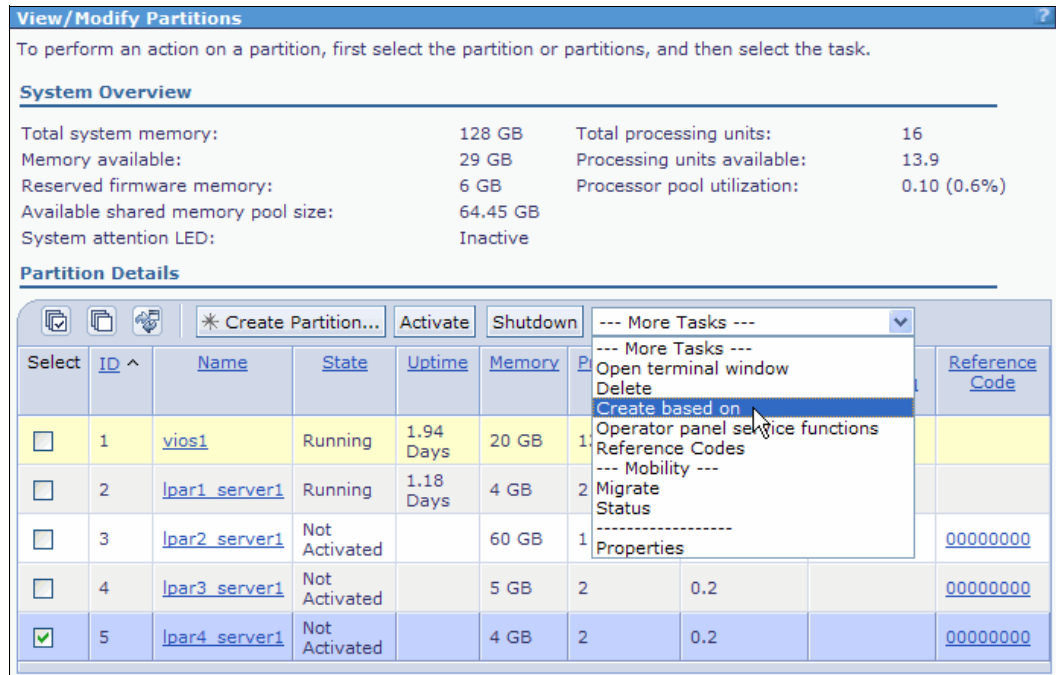 View/Modify Partitions ?
To perform an action on a partition, first select the partition or partitions, and then select the task.
System Overview
Total system memory: 128 GB Total processing units: 16
Memory available: 29 GB Processing units available: 13.9
Reserved firmware memory: 6 GB Processor pool utilization: 0.10 (0.6%)
Available shared memory pool size: 64.45 GB
System attention LED: Inactive
Partition Details
Create Partition... Activate Shutdown --- More Tasks ---
--- More Tasks ---
Open terminal window
Delete
Create based on
Operator panel service functions
Reference Codes
--- Mobility ---
Migrate
Status
-------------------
Properties
Select ID ^ Name State Uptime Memory Reference
Code
1 vios1 Running 1.94
Days 20 GB
2 lpar1_server1 Running 1.18
Days 4 GB 2
3 lpar2_server1 Not
Activated 60 GB 1 00000000
4 lpar3_server1 Not
Activated 5 GB 2 0.2 00000000
5 lpar4_server1 Not
Activated 4 GB 2 0.2 00000000